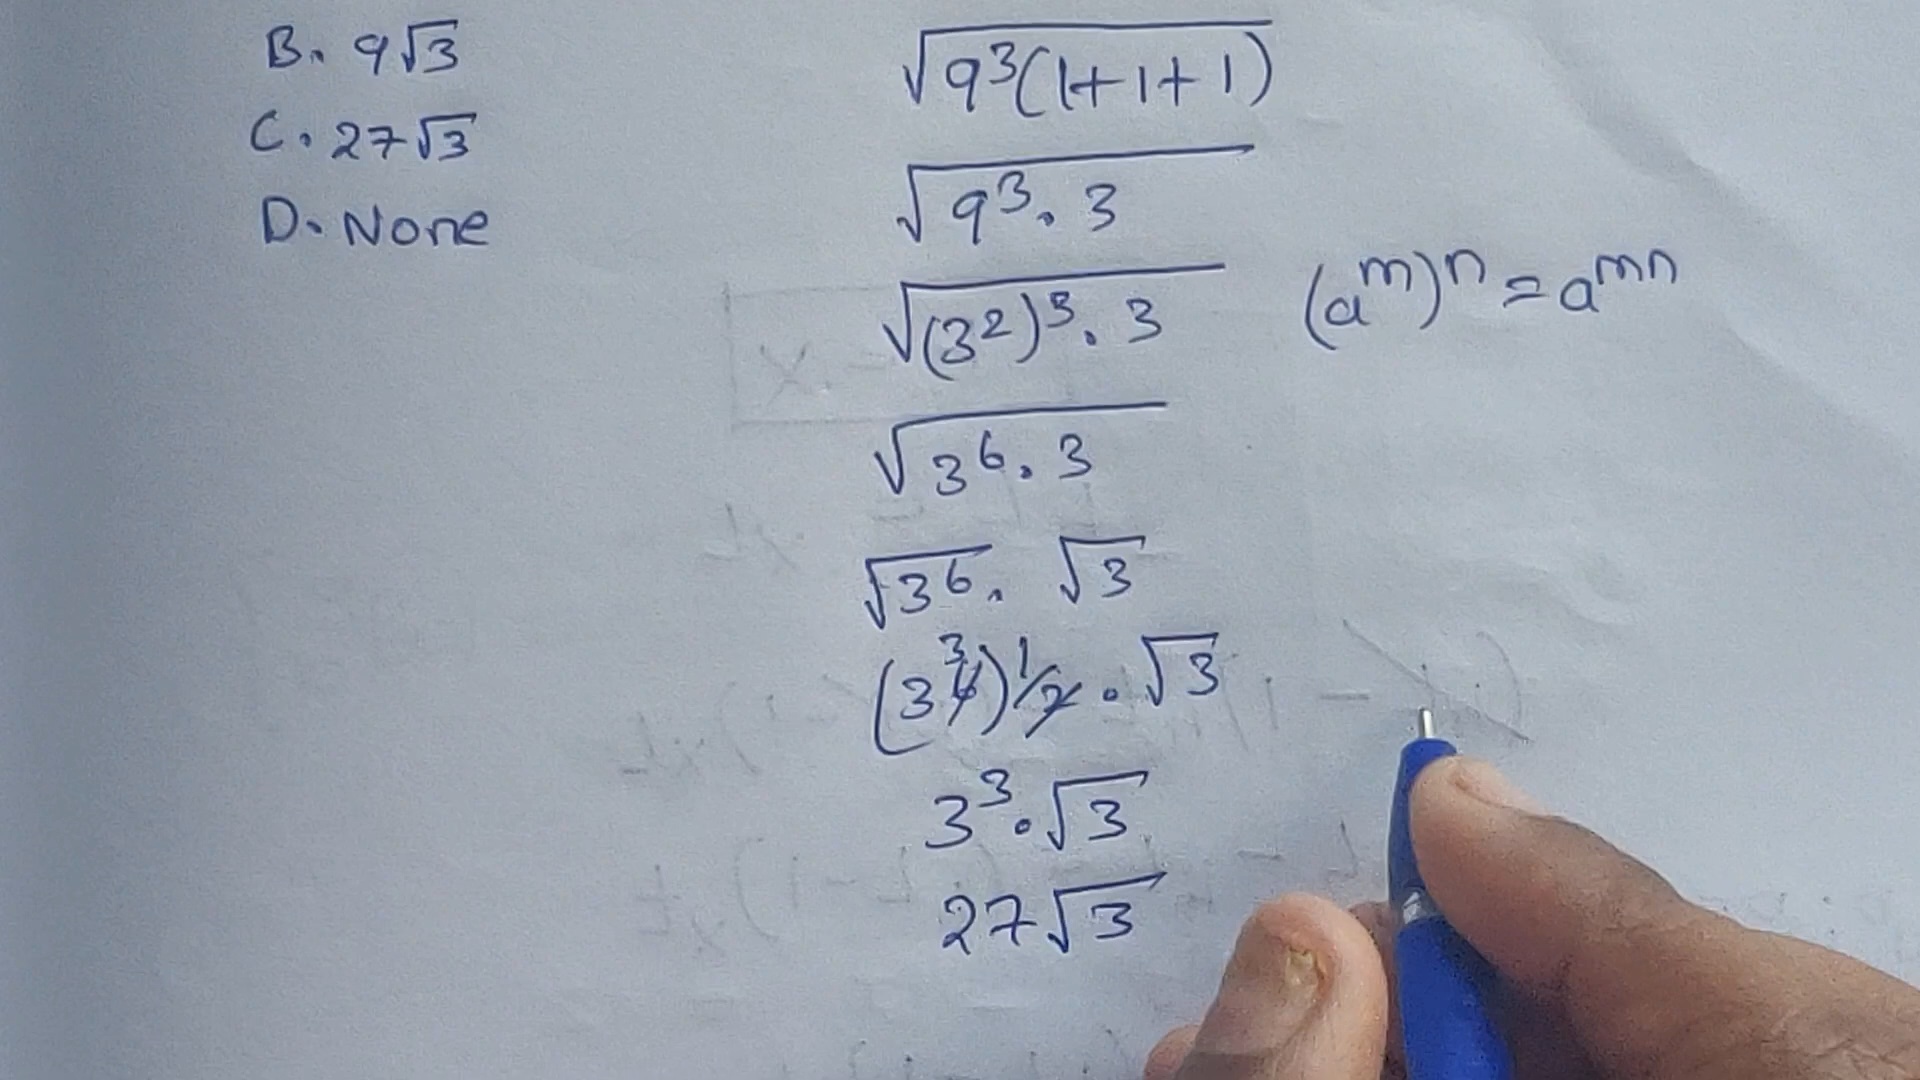 B. 9√3
C. 27√3
D. None
√9³(1+1+1)
√9³. 3
√(3²)³. 3
(aᵐ)ⁿ = aᵐⁿ
√3⁶. 3
√3⁶. √3
3
(3⁶)¹/₂ . √3
3³.√3
27√3